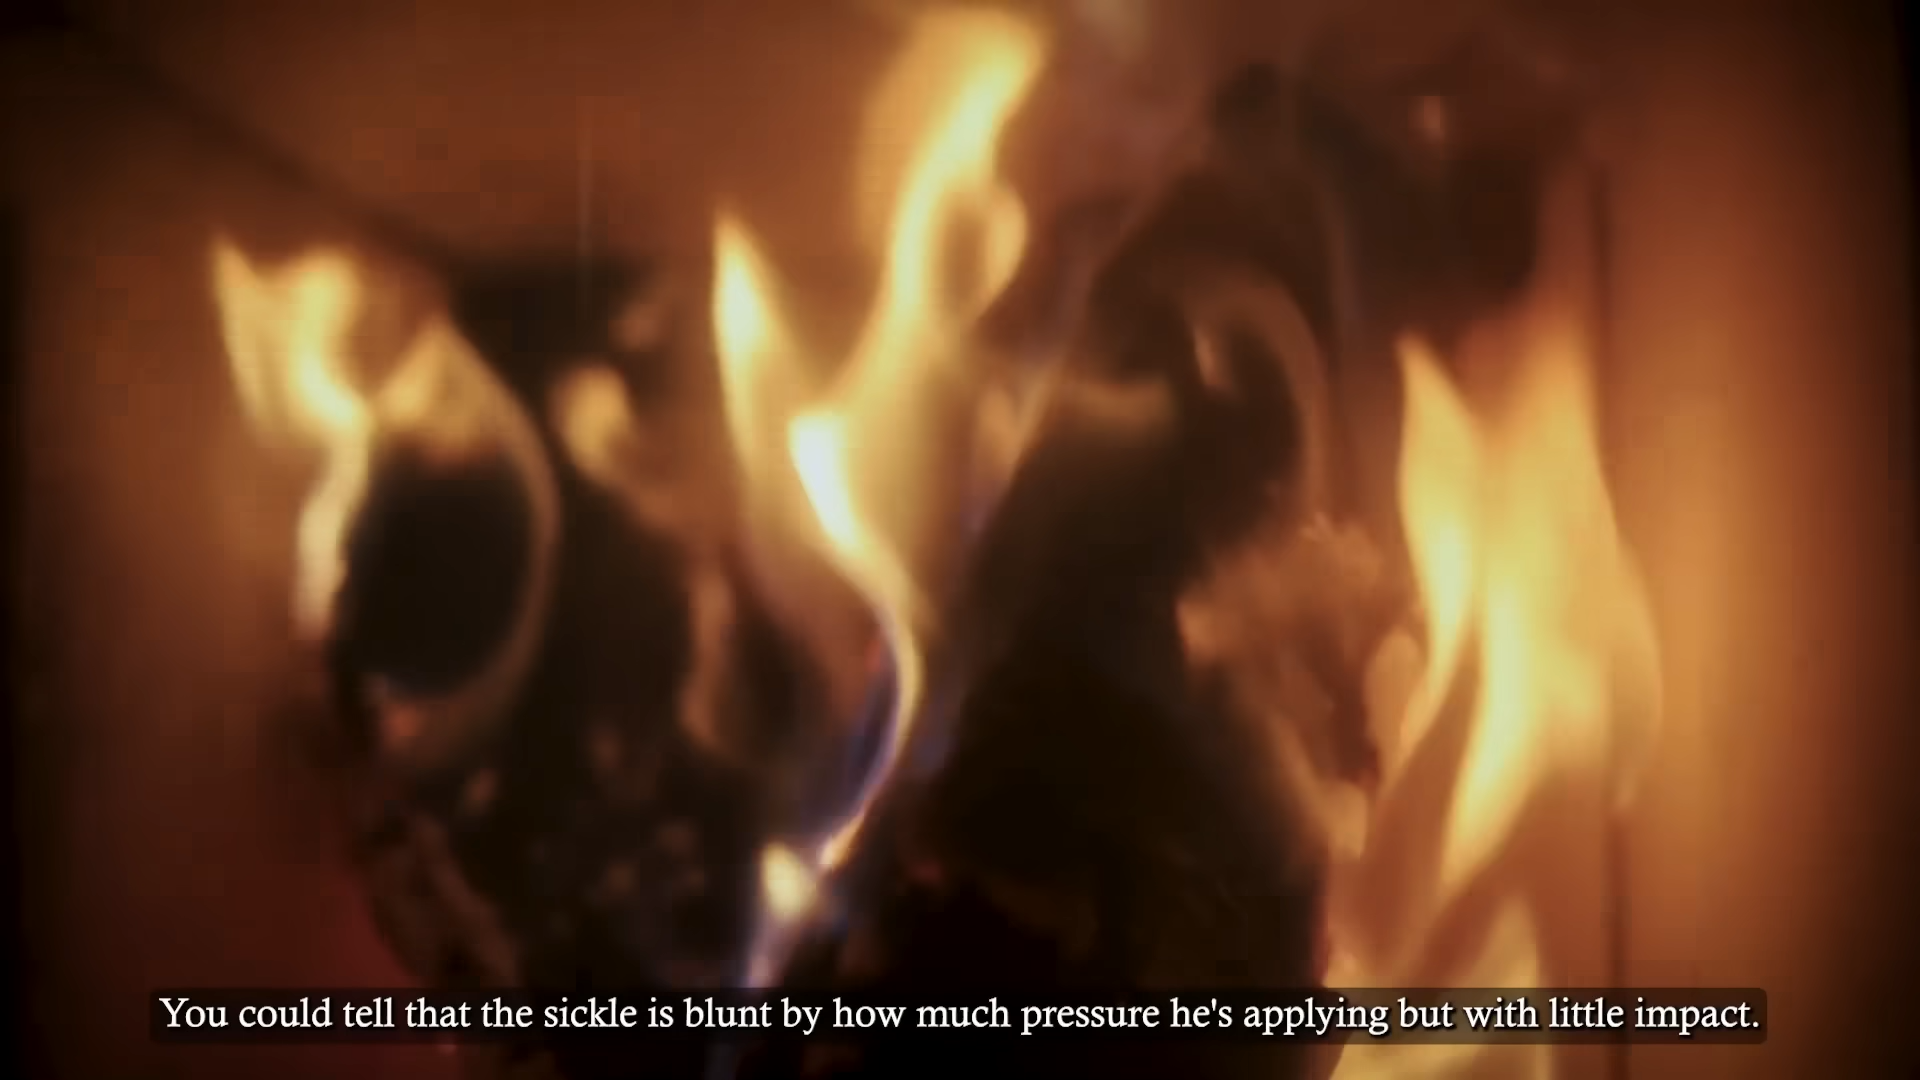 You could tell that the sickle is blunt by how much pressure he's applying but with little impact.